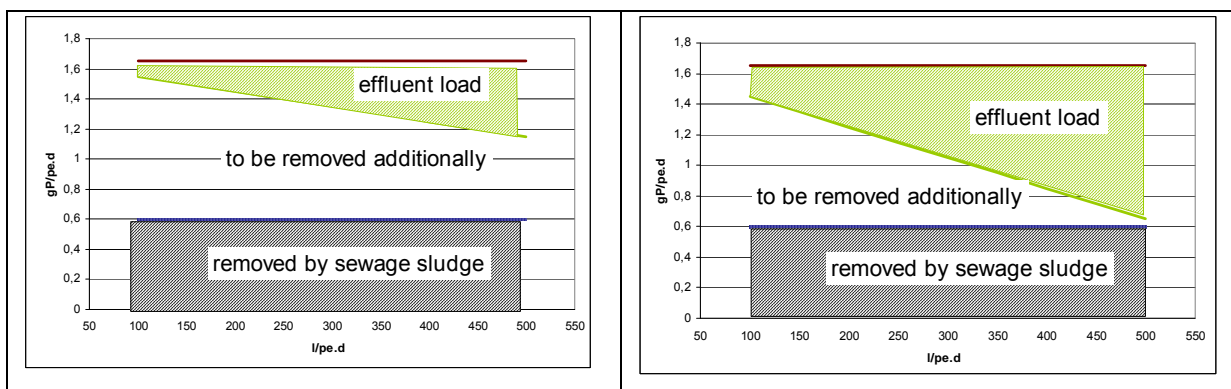 1,8
1,6
1,4
1,2
1
0,8
0,6
0,4
0,2
0
gP/pe.d
effluent load
to be removed additionally
removed by sewage sludge
50 100 150 200 250 300 350 400 450 500 550
l/pe.d
1,8
1,6
1,4
1,2
1
0,8
0,6
0,4
0,2
0
gP/pe.d
effluent load
to be removed additionally
removed by sewage sludge
50 100 150 200 250 300 350 400 450 500 550
l/pe.d